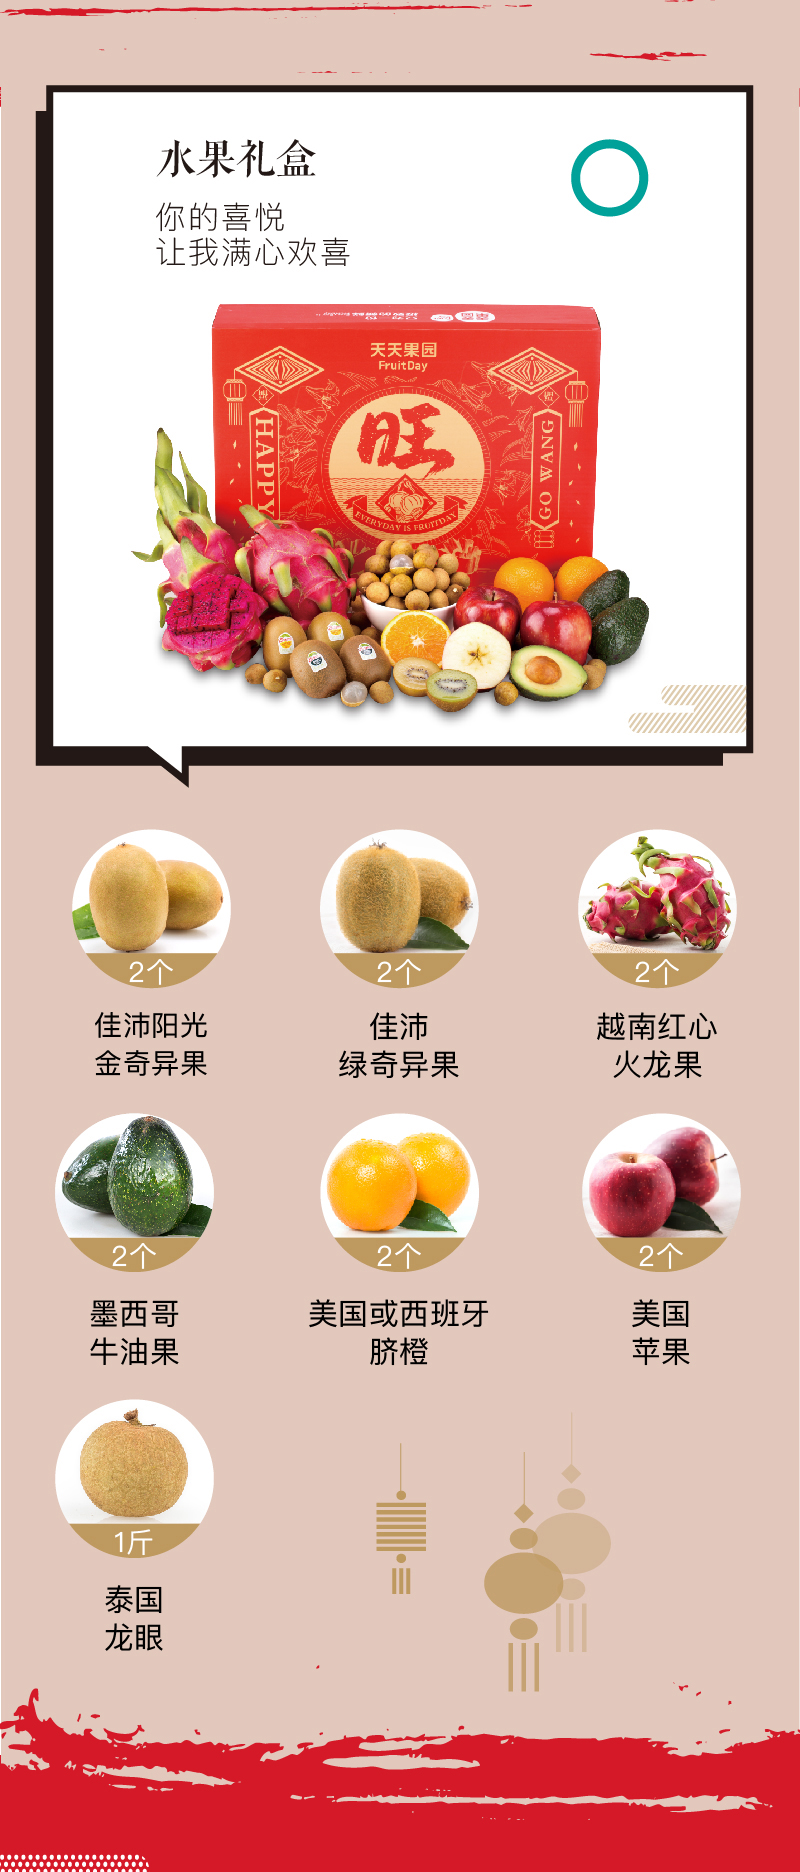 水果礼盒
你的喜悦
让我满心欢喜
天天果园
FruitDay
旺
HAPPY
GO WANG
EVERYDAY IS FRUITDAY
2个
2个
2个
佳沛阳光
金奇异果
佳沛
绿奇异果
越南红心
火龙果
2个
2个
2个
墨西哥
牛油果
美国或西班牙
脐橙
美国
苹果
1斤
泰国
龙眼